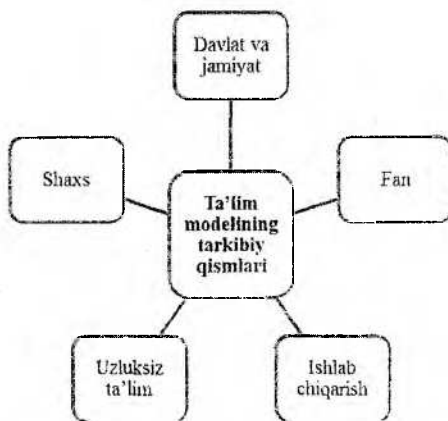 Davlat va
jamiyat
Shaxs
Fan
Ta’lim
modelining
tarkibiy
qismlari
Uzluksiz
ta’lim
Ishlab
chiqarish